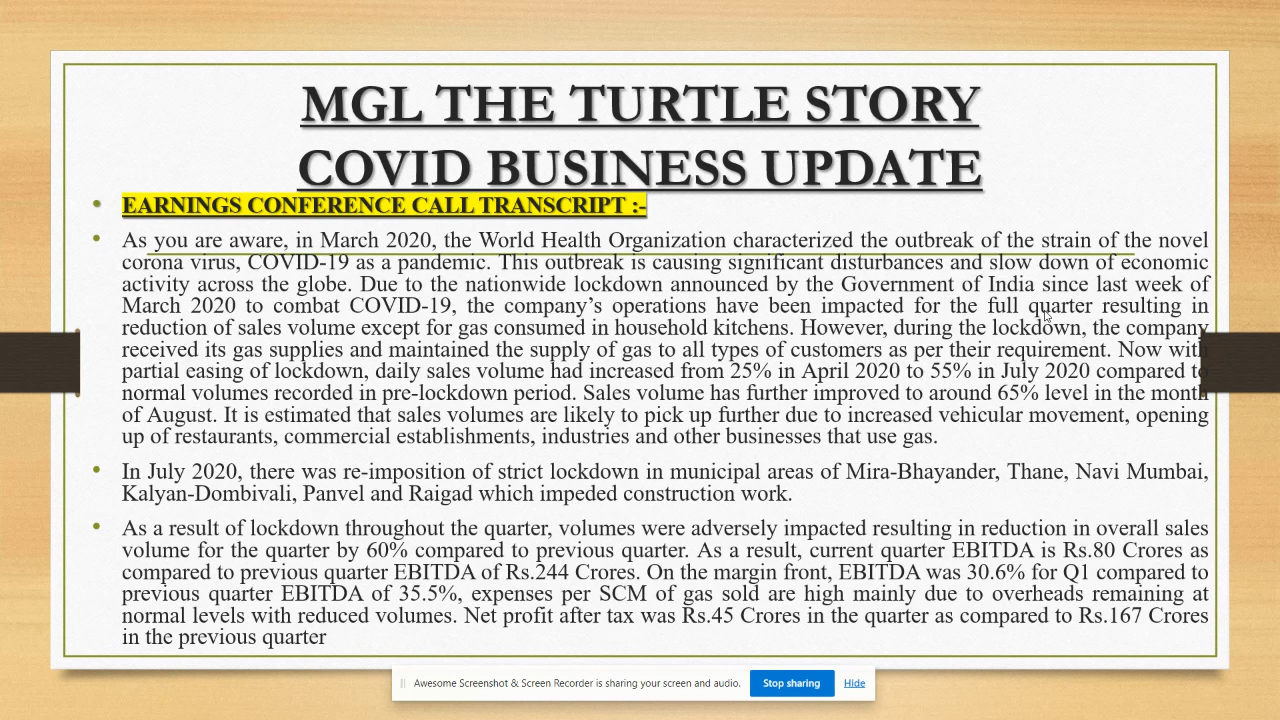 MGL THE TURTLE STORY
COVID BUSINESS UPDATE
• EARNINGS CONFERENCE CALL TRANSCRIPT :-
• As you are aware, in March 2020, the World Health Organization characterized the outbreak of the strain of the novel
corona virus, COVID-19 as a pandemic. This outbreak is causing significant disturbances and slow down of economic
activity across the globe. Due to the nationwide lockdown announced by the Government of India since last week of
March 2020 to combat COVID-19, the company’s operations have been impacted for the full quarter resulting in
reduction of sales volume except for gas consumed in household kitchens. However, during the lockdown, the company
received its gas supplies and maintained the supply of gas to all types of customers as per their requirement. Now with
partial easing of lockdown, daily sales volume had increased from 25% in April 2020 to 55% in July 2020 compared to
normal volumes recorded in pre-lockdown period. Sales volume has further improved to around 65% level in the month
of August. It is estimated that sales volumes are likely to pick up further due to increased vehicular movement, opening
up of restaurants, commercial establishments, industries and other businesses that use gas.
• In July 2020, there was re-imposition of strict lockdown in municipal areas of Mira-Bhayander, Thane, Navi Mumbai,
Kalyan-Dombivali, Panvel and Raigad which impeded construction work.
• As a result of lockdown throughout the quarter, volumes were adversely impacted resulting in reduction in overall sales
volume for the quarter by 60% compared to previous quarter. As a result, current quarter EBITDA is Rs.80 Crores as
compared to previous quarter EBITDA of Rs.244 Crores. On the margin front, EBITDA was 30.6% for Q1 compared to
previous quarter EBITDA of 35.5%, expenses per SCM of gas sold are high mainly due to overheads remaining at
normal levels with reduced volumes. Net profit after tax was Rs.45 Crores in the quarter as compared to Rs.167 Crores
in the previous quarter
Awesome Screenshot & Screen Recorder is sharing your screen and audio. Stop sharing Hide